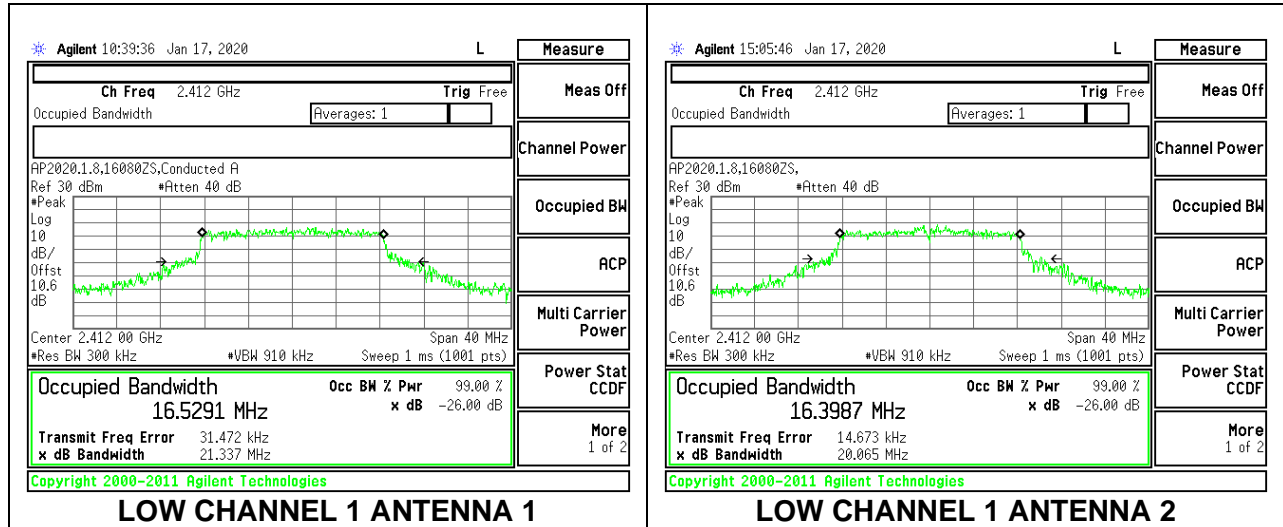 Agilent 10:39:36 Jan 17, 2020 L
Measure
Ch Freq 2.412 GHz Trig Free
Occupied Bandwidth Averages: 1
AP2020.1.8,16080ZS,Conducted A
Ref 30 dBm #Atten 40 dB
#Peak
Log
10
dB/
Offst
10.6
dB
Center 2.412 00 GHz Span 40 MHz
#Res BW 300 kHz #VBW 910 kHz Sweep 1 ms (1001 pts)
Occupied Bandwidth Occ BW % Pwr 99.00 %
16.5291 MHz x dB -26.00 dB
Transmit Freq Error 31.472 kHz
x dB Bandwidth 21.337 MHz
Meas Off
Channel Power
Occupied BW
ACP
Multi Carrier
Power
Power Stat
CCDF
More
1 of 2
Copyright 2000-2011 Agilent Technologies
LOW CHANNEL 1 ANTENNA 1
Agilent 15:05:46 Jan 17, 2020 L
Measure
Ch Freq 2.412 GHz Trig Free
Occupied Bandwidth Averages: 1
AP2020.1.8,16080ZS,
Ref 30 dBm #Atten 40 dB
#Peak
Log
10
dB/
Offst
10.6
dB
Center 2.412 00 GHz Span 40 MHz
#Res BW 300 kHz #VBW 910 kHz Sweep 1 ms (1001 pts)
Occupied Bandwidth Occ BW % Pwr 99.00 %
16.3987 MHz x dB -26.00 dB
Transmit Freq Error 14.673 kHz
x dB Bandwidth 20.065 MHz
Meas Off
Channel Power
Occupied BW
ACP
Multi Carrier
Power
Power Stat
CCDF
More
1 of 2
Copyright 2000-2011 Agilent Technologies
LOW CHANNEL 1 ANTENNA 2